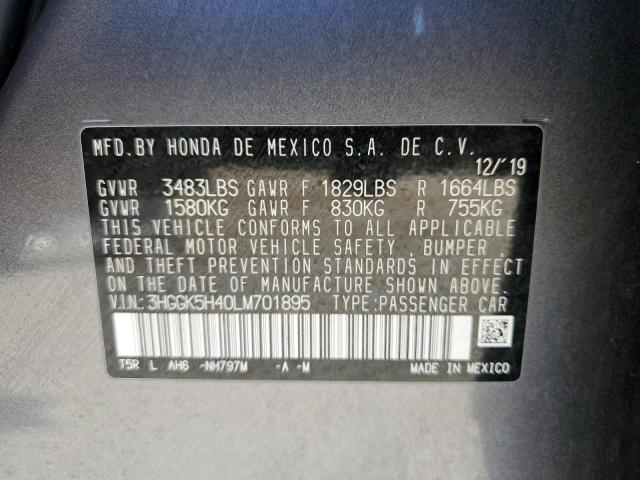 MFD.BY HONDA DE MEXICO S.A. DE C.V.
12/'19
GVWR 3483LBS GAWR F 1829LBS R 1664LBS
GVWR 1580KG GAWR F 830KG R 755KG
THIS VEHICLE CONFORMS TO ALL APPLICABLE
FEDERAL MOTOR VEHICLE SAFETY , BUMPER ,
AND THEFT PREVENTION STANDARDS IN EFFECT
ON THE DATE OF MANUFACTURE SHOWN ABOVE.
V.I.N.:3HGGK5H40LM701895 TYPE:PASSENGER CAR
T5R L AH6 -NH797M -A -M MADE IN MEXICO